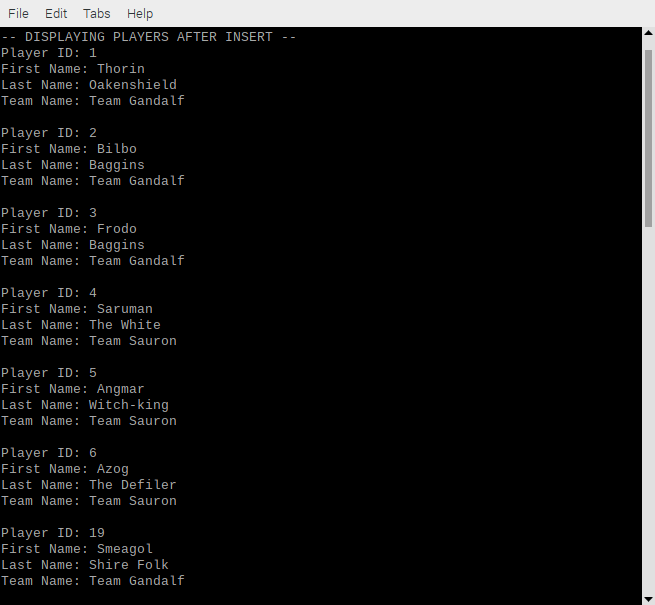 File Edit Tabs Help
-- DISPLAYING PLAYERS AFTER INSERT --
Player ID: 1
First Name: Thorin
Last Name: Oakenshield
Team Name: Team Gandalf
Player ID: 2
First Name: Bilbo
Last Name: Baggins
Team Name: Team Gandalf
Player ID: 3
First Name: Frodo
Last Name: Baggins
Team Name: Team Gandalf
Player ID: 4
First Name: Saruman
Last Name: The White
Team Name: Team Sauron
Player ID: 5
First Name: Angmar
Last Name: Witch-king
Team Name: Team Sauron
Player ID: 6
First Name: Azog
Last Name: The Defiler
Team Name: Team Sauron
Player ID: 19
First Name: Smeagol
Last Name: Shire Folk
Team Name: Team Gandalf